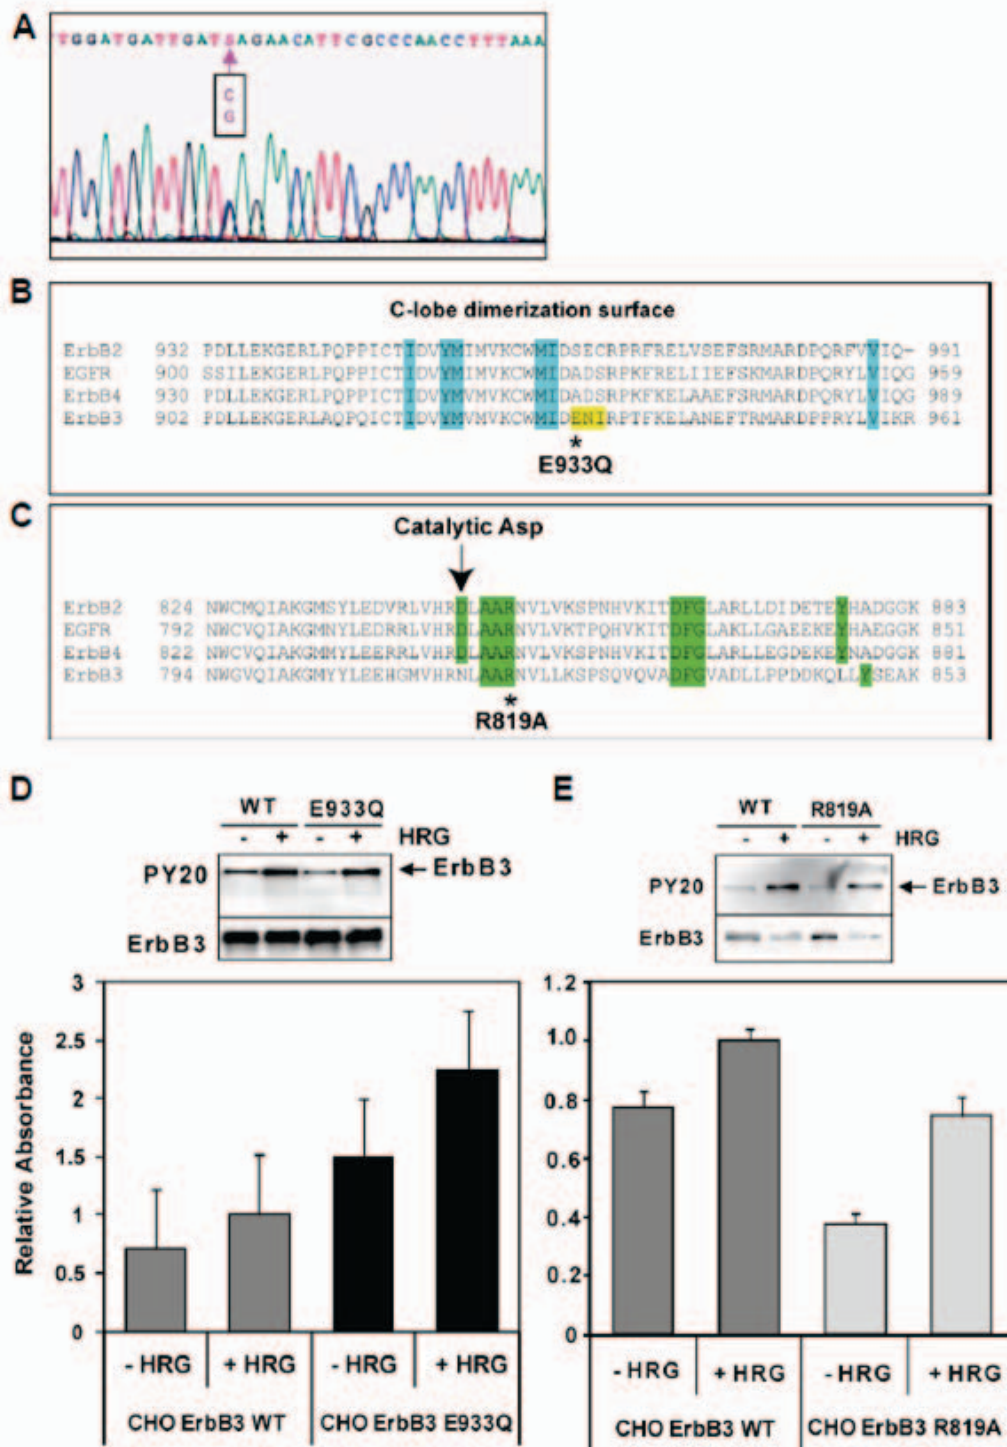 A
TGGATGATTGATSAGAACATTCGCCCAACCTTTAAA
C
G
B
C-lobe dimerization surface
ErbB2 932 PDLLEKGERLPQPPICTIDVYMIMVKCWMIDSECRPRFRELVSEFSRMARDPQRFVVIQ- 991
EGFR 900 SSILEKGERLPQPPICTIDVYMIMVKCWMIDADSRPKFRELIIEFSKMARDPQRYLVIQG 959
ErbB4 930 PDLLEKGERLPQPPICTIDVYMVMVKCWMIDADSRPKFKELAAEFSRMARDPQRYLVIQG 989
ErbB3 902 PDLLEKGERLAQPQICTIDVYMVMVKCWMIDENIRPTFKELANEFTRMARDPPRYLVIKR 961
*
E933Q
C
Catalytic Asp
ErbB2 824 NWCMQIAKGMSYLEDVRLVHRDLAARNVLVKSPNHVKITDFGLARLLDIDETEYHADGGK 883
EGFR 792 NWCVQIAKGMNYLEDRRLVHRDLAARNVLVKTPQHVKITDFGLAKLLGAEEKEYHAEGGK 851
ErbB4 822 NWCVQIAKGMMYLEERRLVHRDLAARNVLVKSPNHVKITDFGLARLLEGDEKEYNADGGK 881
ErbB3 794 NWGVQIAKGMYYLEEHGMVHRNLAARNVLLKSPSQVQVADFGVADLLPPDDKQLLYSEAK 853
*
R819A
D
WT E933Q
- + - + HRG
PY20 ErbB3
ErbB3
Relative Absorbance
3
2.5
2
1.5
1
0.5
0
- HRG + HRG - HRG + HRG
CHO ErbB3 WT CHO ErbB3 E933Q
E
WT R819A
- + - + HRG
PY20 ErbB3
ErbB3
1.2
1.0
0.8
0.6
0.4
0.2
0
- HRG + HRG - HRG + HRG
CHO ErbB3 WT CHO ErbB3 R819A